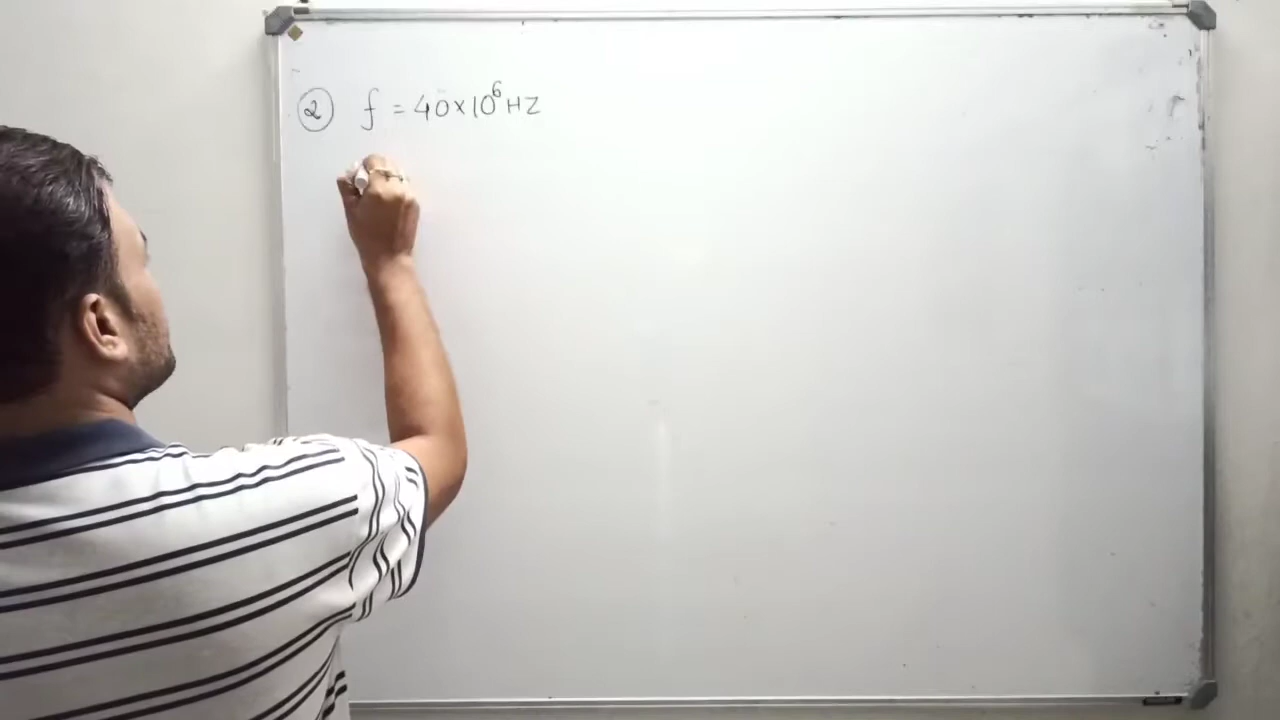 ② f = 40×10⁶ HZ